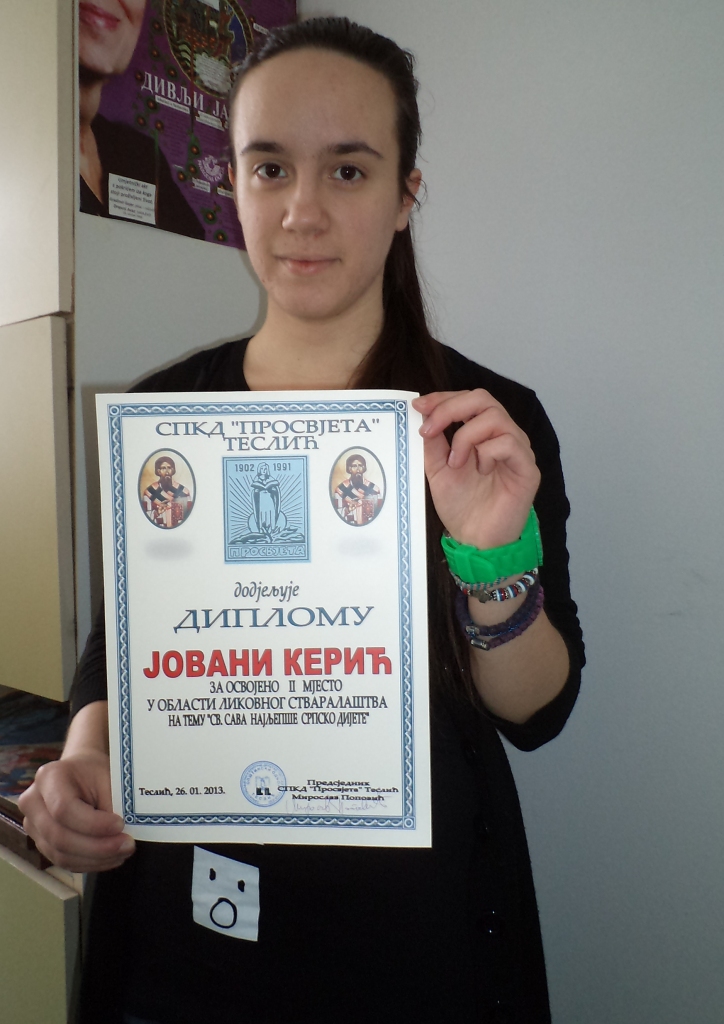 ДИВЉИ ЈА
СПКД "ПРОСВЈЕТА"
ТЕСЛИЋ
1902 1991
ПРОСВЈЕТА
додјељује
ДИПЛОМУ
ЈОВАНИ КЕРИЋ
ЗА ОСВОЈЕНО II МЈЕСТО
У ОБЛАСТИ ЛИКОВНОГ СТВАРАЛАШТВА
НА ТЕМУ "СВ. САВА НАЈЉЕПШЕ СРПСКО ДИЈЕТЕ"
Теслић, 26. 01. 2013.
Предсједник
СПКД "Просвјета" Теслић
Мирослав Поповић